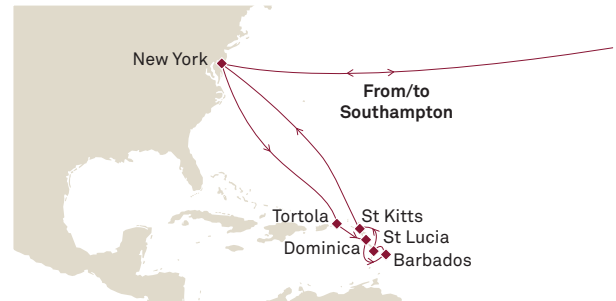 New York
From/to
Southampton
Tortola
St Kitts
St Lucia
Dominica
Barbados